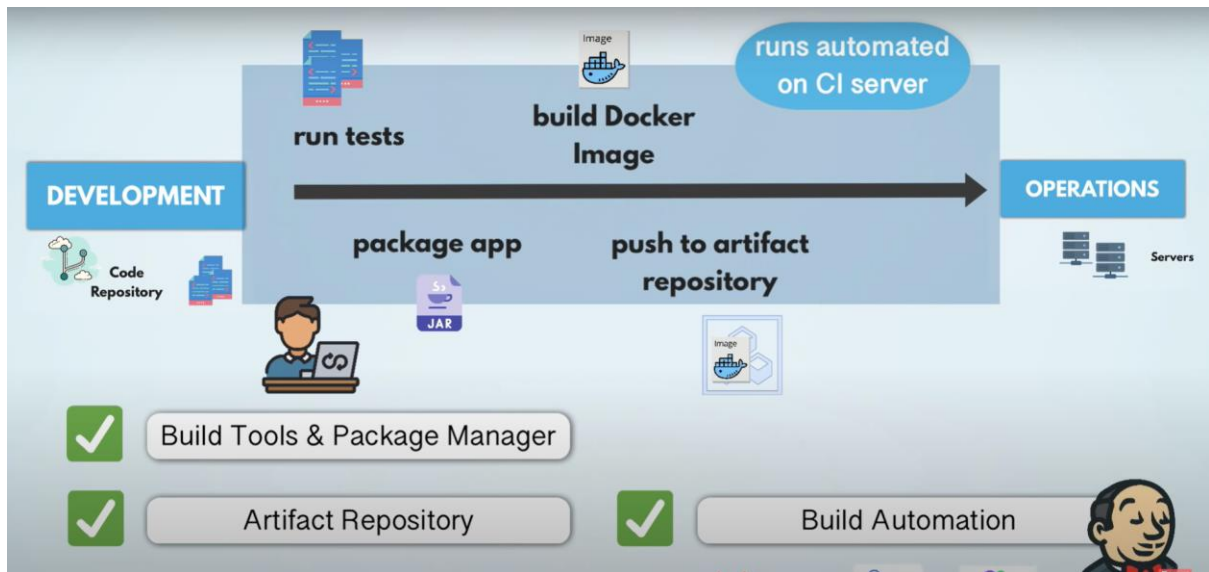 Image
runs automated
on CI server
build Docker
Image
run tests
DEVELOPMENT
OPERATIONS
package app
push to artifact
repository
Code
Repository
Servers
JAR
Image
Build Tools & Package Manager
Artifact Repository
Build Automation